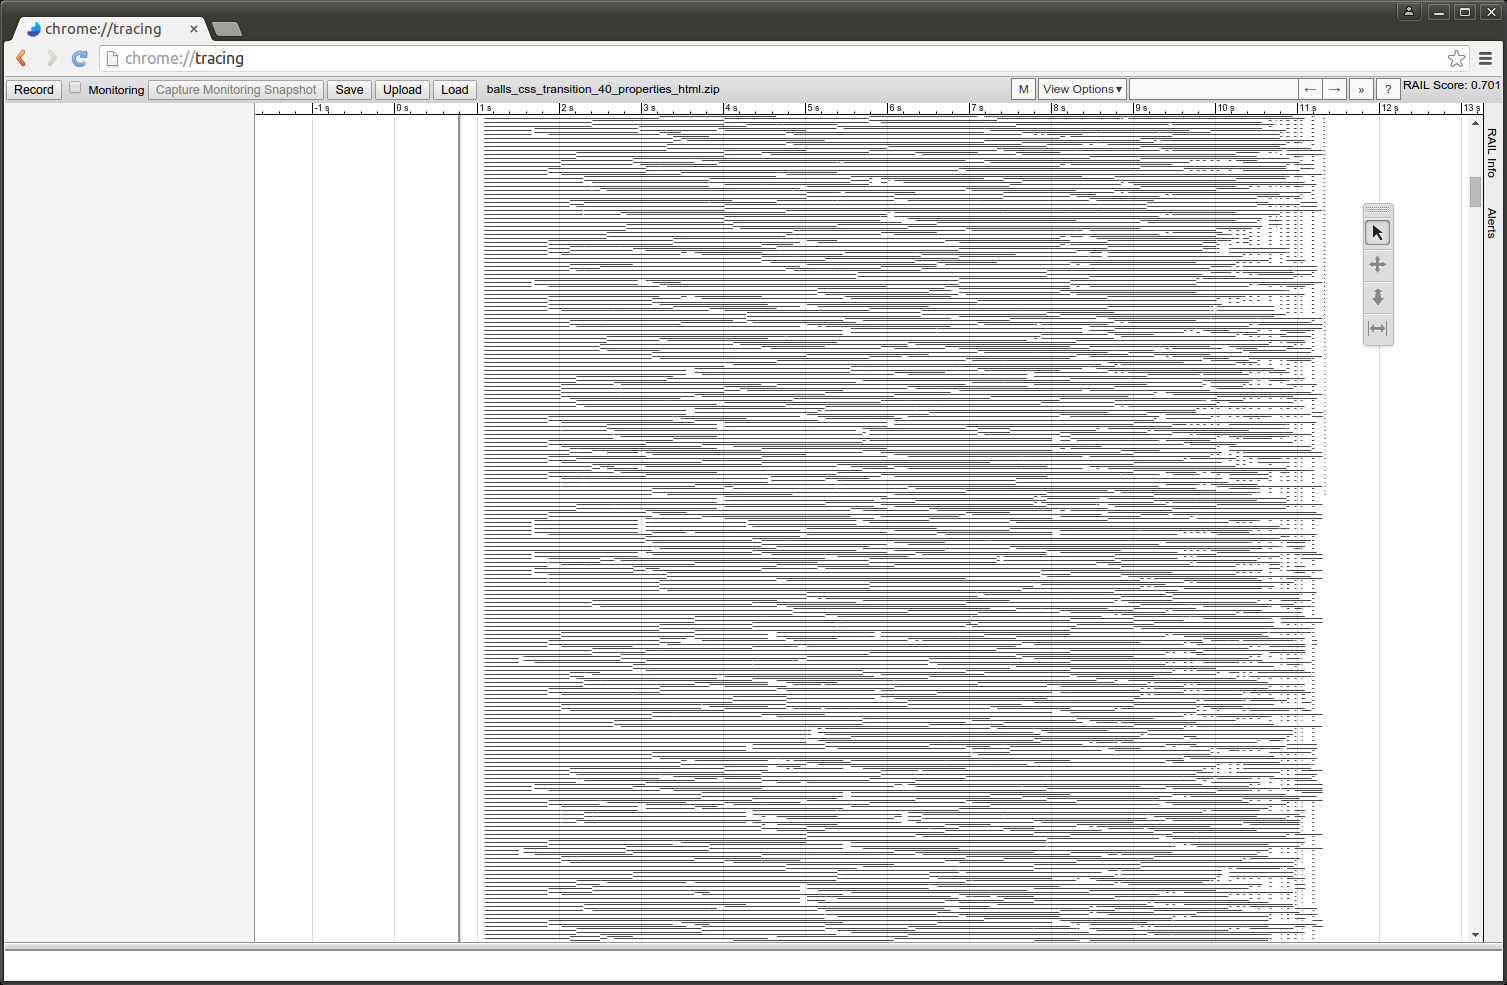 chrome://tracing
chrome://tracing
Record Monitoring Capture Monitoring Snapshot Save Upload Load balls_css_transition_40_properties_html.zip M View Options ▾ ← → » ? RAIL Score: 0.701
-1 s 0 s 1 s 2 s 3 s 4 s 5 s 6 s 7 s 8 s 9 s 10 s 11 s 12 s 13 s
RAIL Info
Alerts